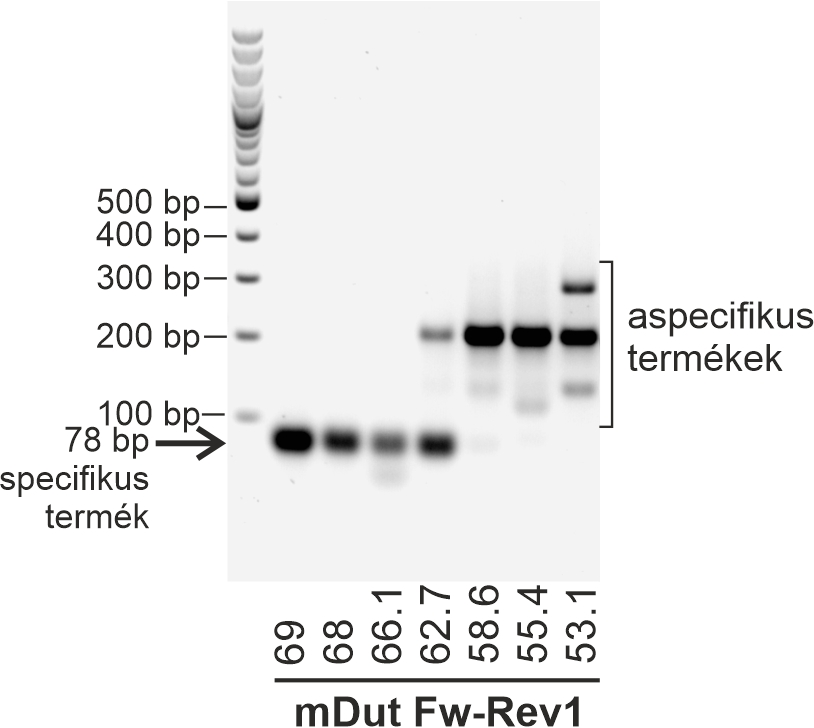 500 bp
400 bp
300 bp
200 bp
100 bp
78 bp
specifikus
termék
aspecifikus
termékek
69
68
66.1
62.7
58.6
55.4
53.1
mDut Fw-Rev1